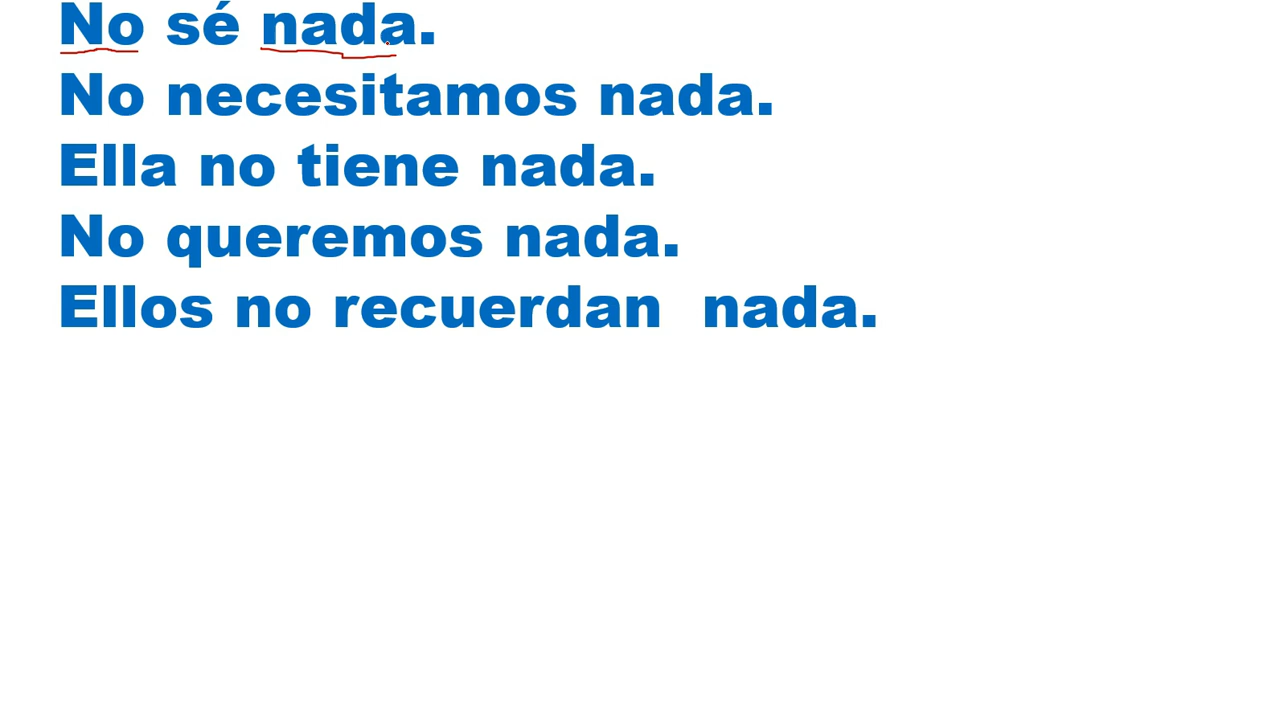 No sé nada.
No necesitamos nada.
Ella no tiene nada.
No queremos nada.
Ellos no recuerdan  nada.